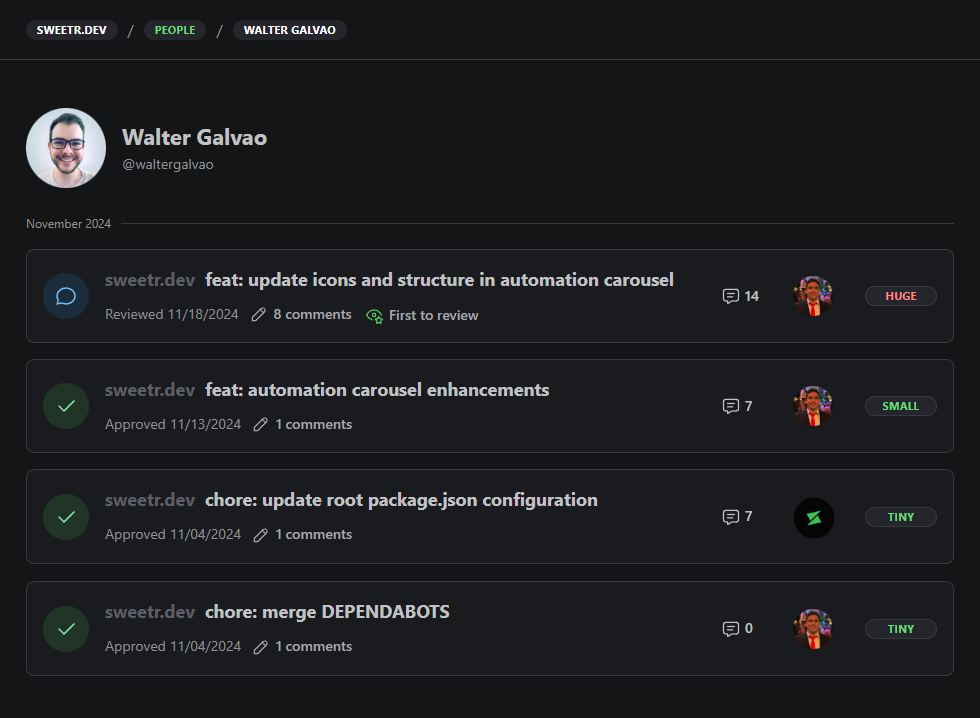 SWEETR.DEV / PEOPLE / WALTER GALVAO
Walter Galvao
@waltergalvao
November 2024
sweetr.dev feat: update icons and structure in automation carousel
Reviewed 11/18/2024 8 comments First to review
14
HUGE
sweetr.dev feat: automation carousel enhancements
Approved 11/13/2024 1 comments
7
SMALL
sweetr.dev chore: update root package.json configuration
Approved 11/04/2024 1 comments
7
TINY
sweetr.dev chore: merge DEPENDABOTS
Approved 11/04/2024 1 comments
0
TINY